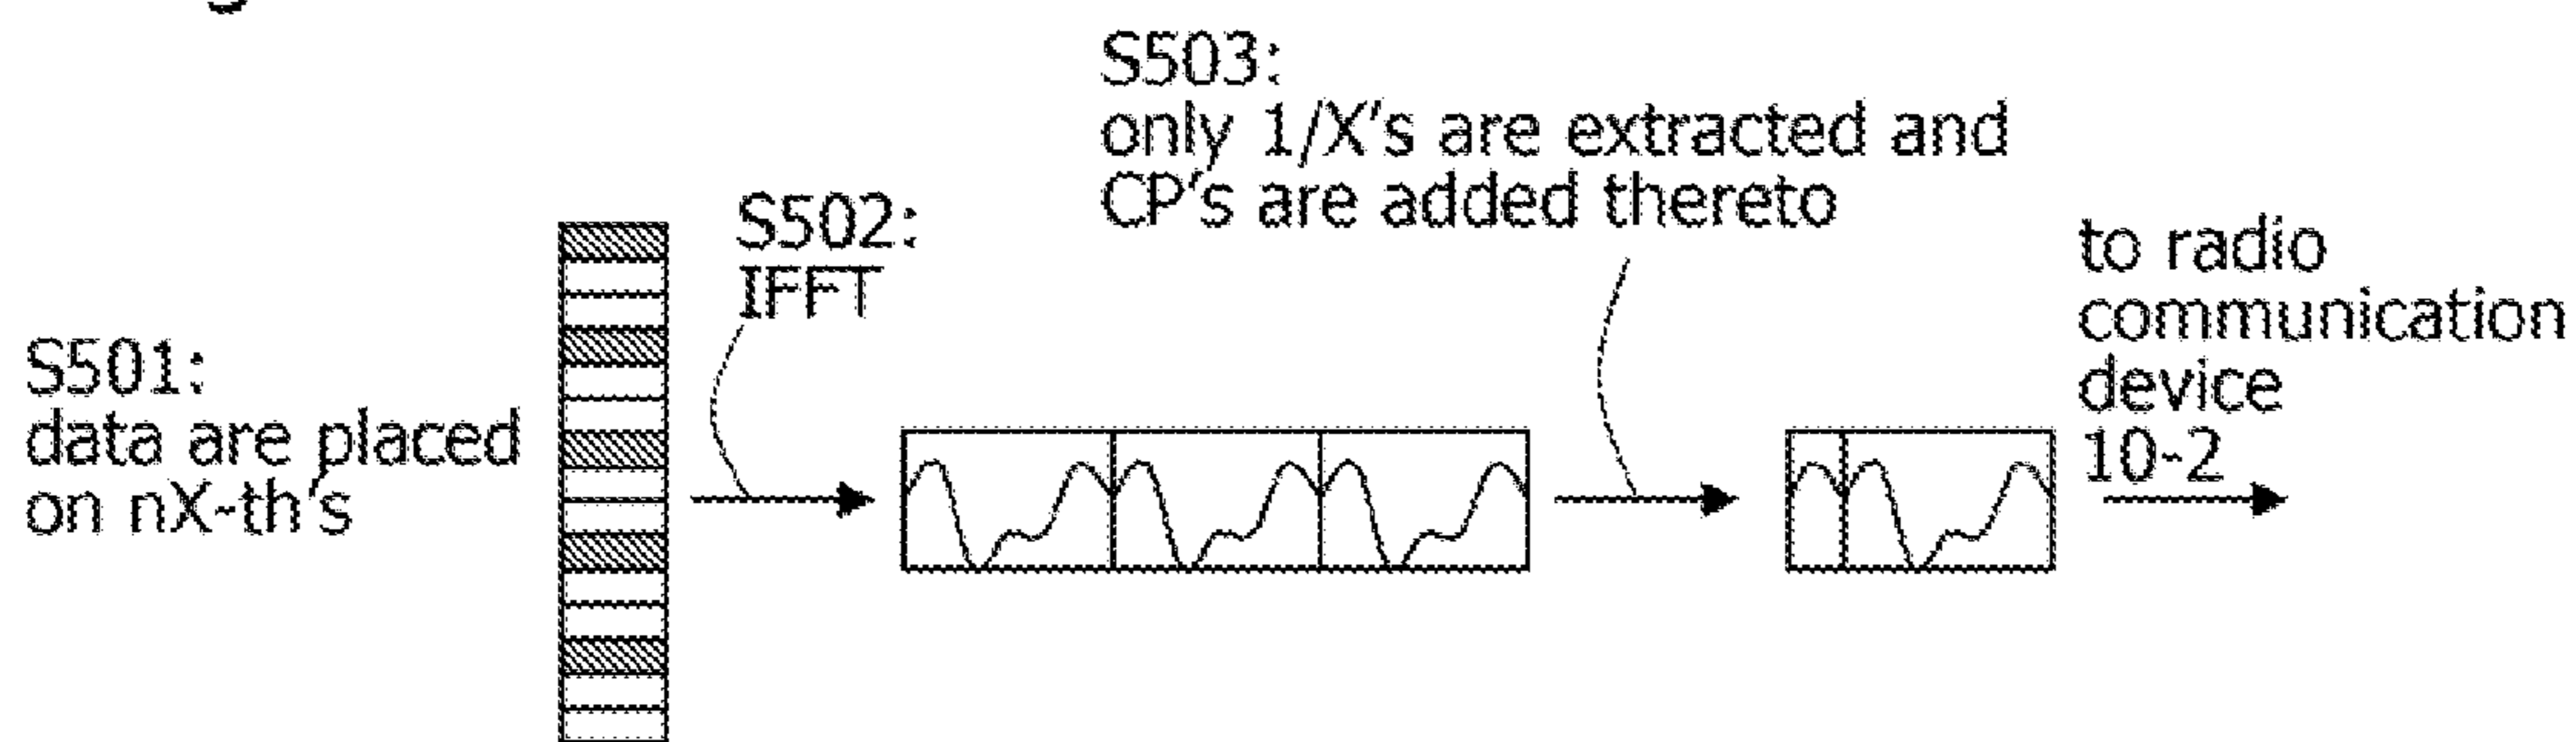 S503:
only 1/X's are extracted and
CP's are added thereto
S502:
IFFT
to radio
communication
device
10-2
S501:
data are placed
on nX-th's